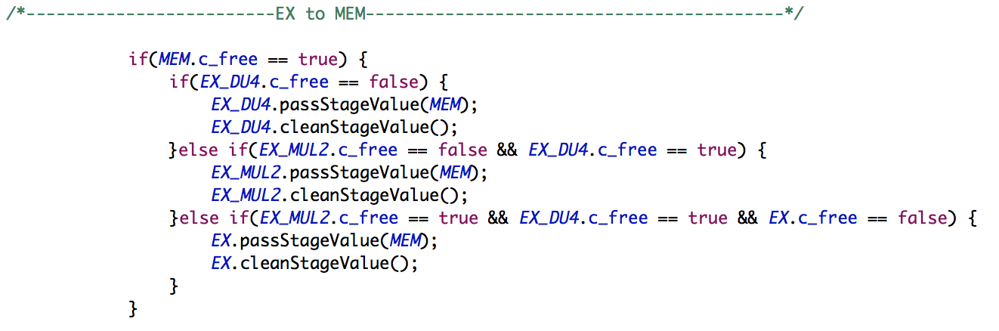 /*-------------------------EX to MEM------------------------------------------*/
if(MEM.c_free == true) {
if(EX_DU4.c_free == false) {
EX_DU4.passStageValue(MEM);
EX_DU4.cleanStageValue();
}else if(EX_MUL2.c_free == false && EX_DU4.c_free == true) {
EX_MUL2.passStageValue(MEM);
EX_MUL2.cleanStageValue();
}else if(EX_MUL2.c_free == true && EX_DU4.c_free == true && EX.c_free == false) {
EX.passStageValue(MEM);
EX.cleanStageValue();
}
}